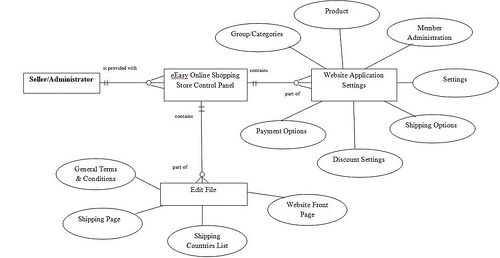 Product
Group/Categories
Member
Administration
is provided with
contains
Seller/Administrator
eEasy Online Shopping
Store Control Panel
Website Application
Settings
Settings
part of
contains
Payment Options
Shipping Options
Discount Settings
part of
General Terms
& Conditions
Edit File
Shipping Page
Website Front
Page
Shipping
Countries List